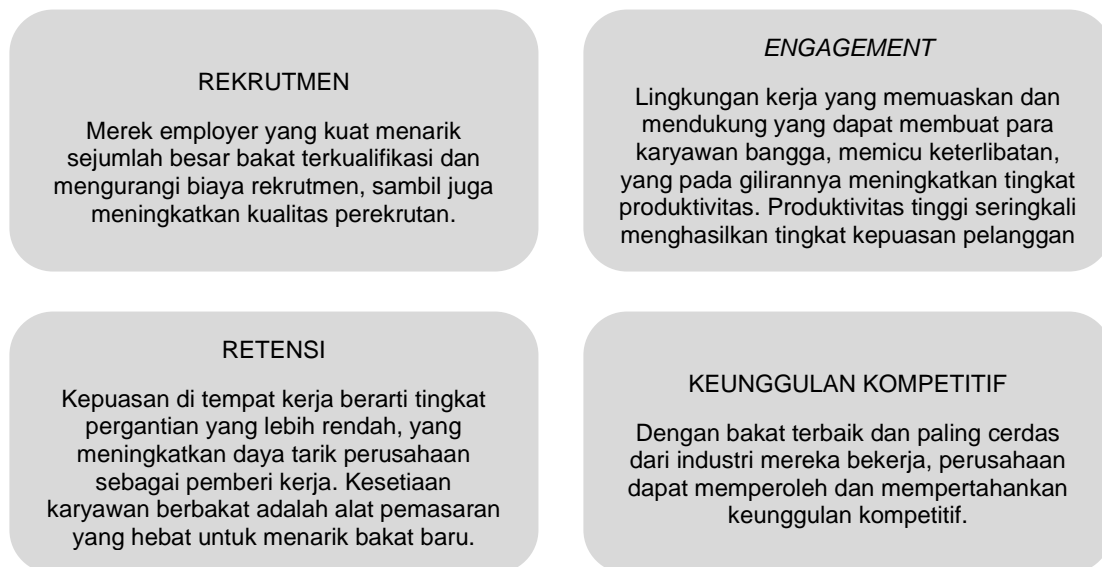 REKRUTMEN
Merek employer yang kuat menarik
sejumlah besar bakat terkualifikasi dan
mengurangi biaya rekrutmen, sambil juga
meningkatkan kualitas perekrutan.
ENGAGEMENT
Lingkungan kerja yang memuaskan dan
mendukung yang dapat membuat para
karyawan bangga, memicu keterlibatan,
yang pada gilirannya meningkatkan tingkat
produktivitas. Produktivitas tinggi seringkali
menghasilkan tingkat kepuasan pelanggan
RETENSI
Kepuasan di tempat kerja berarti tingkat
pergantian yang lebih rendah, yang
meningkatkan daya tarik perusahaan
sebagai pemberi kerja. Kesetiaan
karyawan berbakat adalah alat pemasaran
yang hebat untuk menarik bakat baru.
KEUNGGULAN KOMPETITIF
Dengan bakat terbaik dan paling cerdas
dari industri mereka bekerja, perusahaan
dapat memperoleh dan mempertahankan
keunggulan kompetitif.